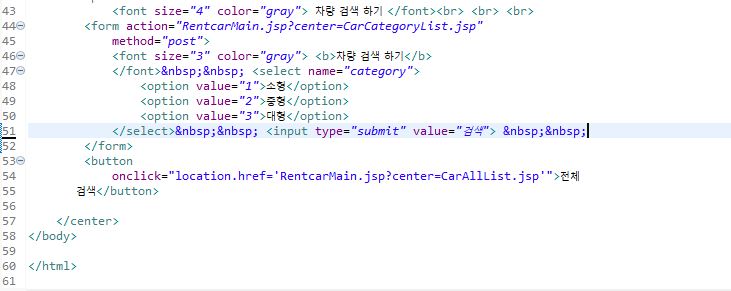 43 <font size="4" color="gray"> 차량 검색 하기 </font><br> <br> <br>
44 <form action="RentcarMain.jsp?center=CarCategoryList.jsp"
45 method="post">
46 <font size="3" color="gray"> <b>차량 검색 하기</b>
47 </font>&nbsp;&nbsp; <select name="category">
48 <option value="1">소형</option>
49 <option value="2">중형</option>
50 <option value="3">대형</option>
51 </select>&nbsp;&nbsp; <input type="submit" value="검색"> &nbsp;&nbsp;
52 </form>
53 <button
54 onclick="location.href='RentcarMain.jsp?center=CarAllList.jsp'">전체
55 검색</button>
56
57 </center>
58 </body>
59
60 </html>
61